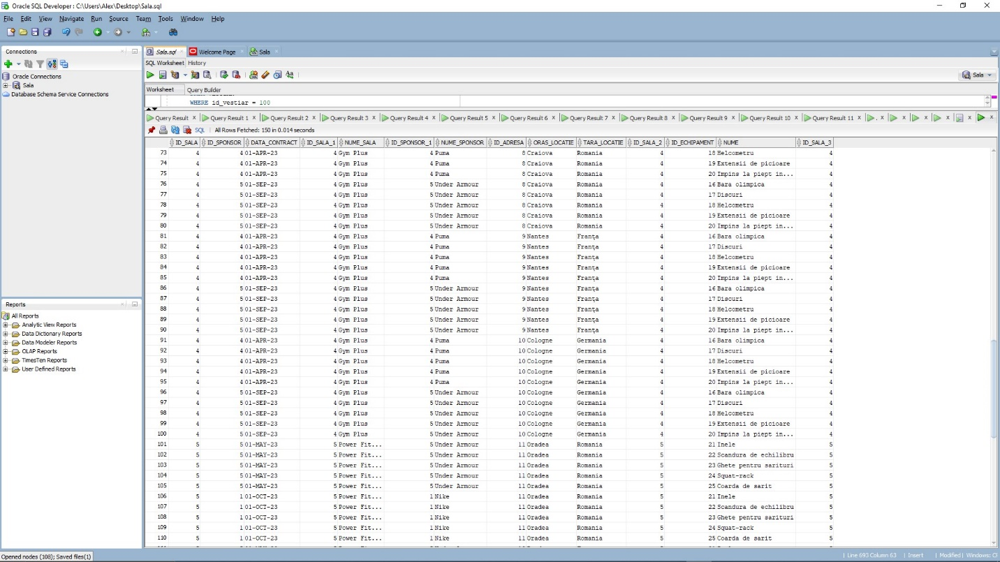 Oracle SQL Developer : C:\Users\Alex\Desktop\Sala.sql
File Edit View Navigate Run Source Team Tools Window Help
Connections
Sala.sql Welcome Page Sala
SQL Worksheet History
Oracle Connections
Sala
Database Schema Service Connections
Sala
Worksheet Query Builder
WHERE id_vestiar = 100
Query Result x Query Result 1 x Query Result 2 x Query Result 3 x Query Result 4 x Query Result 5 x Query Result 6 x Query Result 7 x Query Result 8 x Query Result 9 x Query Result 10 x Query Result 11 x
SQL | All Rows Fetched: 150 in 0.014 seconds
ID_SALA ID_SPONSOR DATA_CONTRACT ID_SALA_1 NUME_SALA ID_SPONSOR_1 NUME_SPONSOR ID_ADRESA ORAS_LOCATIE TARA_LOCATIE ID_SALA_2 ID_ECHIPAMENT NUME ID_SALA_3
73 4 4 01-APR-23 4 Gym Plus 4 Puma 8 Craiova Romania 4 18 Helcometru 4
74 4 4 01-APR-23 4 Gym Plus 4 Puma 8 Craiova Romania 4 19 Extensii de picioare 4
75 4 4 01-APR-23 4 Gym Plus 4 Puma 8 Craiova Romania 4 20 Impins la piept in... 4
76 4 5 01-SEP-23 4 Gym Plus 5 Under Armour 8 Craiova Romania 4 16 Bara olimpica 4
77 4 5 01-SEP-23 4 Gym Plus 5 Under Armour 8 Craiova Romania 4 17 Discuri 4
78 4 5 01-SEP-23 4 Gym Plus 5 Under Armour 8 Craiova Romania 4 18 Helcometru 4
79 4 5 01-SEP-23 4 Gym Plus 5 Under Armour 8 Craiova Romania 4 19 Extensii de picioare 4
80 4 5 01-SEP-23 4 Gym Plus 5 Under Armour 8 Craiova Romania 4 20 Impins la piept in... 4
81 4 4 01-APR-23 4 Gym Plus 4 Puma 9 Nantes Franţa 4 16 Bara olimpica 4
82 4 4 01-APR-23 4 Gym Plus 4 Puma 9 Nantes Franţa 4 17 Discuri 4
83 4 4 01-APR-23 4 Gym Plus 4 Puma 9 Nantes Franţa 4 18 Helcometru 4
84 4 4 01-APR-23 4 Gym Plus 4 Puma 9 Nantes Franţa 4 19 Extensii de picioare 4
85 4 4 01-APR-23 4 Gym Plus 4 Puma 9 Nantes Franţa 4 20 Impins la piept in... 4
86 4 5 01-SEP-23 4 Gym Plus 5 Under Armour 9 Nantes Franţa 4 16 Bara olimpica 4
87 4 5 01-SEP-23 4 Gym Plus 5 Under Armour 9 Nantes Franţa 4 17 Discuri 4
88 4 5 01-SEP-23 4 Gym Plus 5 Under Armour 9 Nantes Franţa 4 18 Helcometru 4
89 4 5 01-SEP-23 4 Gym Plus 5 Under Armour 9 Nantes Franţa 4 19 Extensii de picioare 4
90 4 5 01-SEP-23 4 Gym Plus 5 Under Armour 9 Nantes Franţa 4 20 Impins la piept in... 4
91 4 4 01-APR-23 4 Gym Plus 4 Puma 10 Cologne Germania 4 16 Bara olimpica 4
92 4 4 01-APR-23 4 Gym Plus 4 Puma 10 Cologne Germania 4 17 Discuri 4
93 4 4 01-APR-23 4 Gym Plus 4 Puma 10 Cologne Germania 4 18 Helcometru 4
94 4 4 01-APR-23 4 Gym Plus 4 Puma 10 Cologne Germania 4 19 Extensii de picioare 4
95 4 4 01-APR-23 4 Gym Plus 4 Puma 10 Cologne Germania 4 20 Impins la piept in... 4
96 4 5 01-SEP-23 4 Gym Plus 5 Under Armour 10 Cologne Germania 4 16 Bara olimpica 4
97 4 5 01-SEP-23 4 Gym Plus 5 Under Armour 10 Cologne Germania 4 17 Discuri 4
98 4 5 01-SEP-23 4 Gym Plus 5 Under Armour 10 Cologne Germania 4 18 Helcometru 4
99 4 5 01-SEP-23 4 Gym Plus 5 Under Armour 10 Cologne Germania 4 19 Extensii de picioare 4
100 4 5 01-SEP-23 4 Gym Plus 5 Under Armour 10 Cologne Germania 4 20 Impins la piept in... 4
101 5 5 01-MAY-23 5 Power Fit... 5 Under Armour 11 Oradea Romania 5 21 Inele 5
102 5 5 01-MAY-23 5 Power Fit... 5 Under Armour 11 Oradea Romania 5 22 Scandura de echilibru 5
103 5 5 01-MAY-23 5 Power Fit... 5 Under Armour 11 Oradea Romania 5 23 Ghete pentru sarituri 5
104 5 5 01-MAY-23 5 Power Fit... 5 Under Armour 11 Oradea Romania 5 24 Squat-rack 5
105 5 5 01-MAY-23 5 Power Fit... 5 Under Armour 11 Oradea Romania 5 25 Coarda de sarit 5
106 5 1 01-OCT-23 5 Power Fit... 1 Nike 11 Oradea Romania 5 21 Inele 5
107 5 1 01-OCT-23 5 Power Fit... 1 Nike 11 Oradea Romania 5 22 Scandura de echilibru 5
108 5 1 01-OCT-23 5 Power Fit... 1 Nike 11 Oradea Romania 5 23 Ghete pentru sarituri 5
109 5 1 01-OCT-23 5 Power Fit... 1 Nike 11 Oradea Romania 5 24 Squat-rack 5
110 5 1 01-OCT-23 5 Power Fit... 1 Nike 11 Oradea Romania 5 25 Coarda de sarit 5
Reports
All Reports
Analytic View Reports
Data Dictionary Reports
Data Modeler Reports
OLAP Reports
TimesTen Reports
User Defined Reports
Opened nodes (108); Saved files(1)
| Line 693 Column 63 | Insert | Modified | Windows: Cl